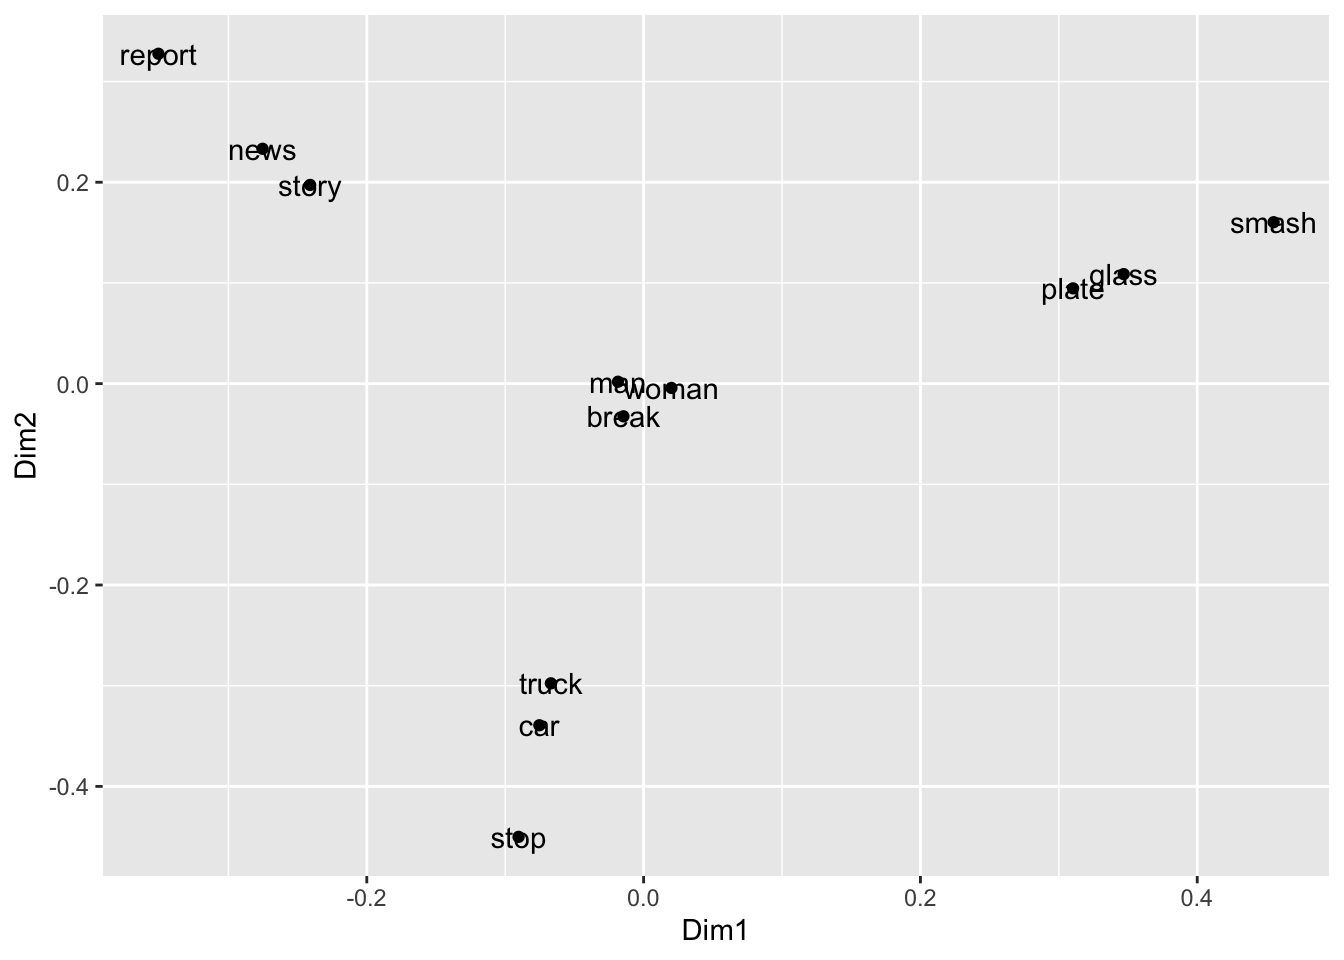 report
news
story
0.2
smash
glass
plate
0.0
man
woman
break
Dim2
-0.2
truck
car
-0.4
stop
-0.2
0.0
0.2
0.4
Dim1